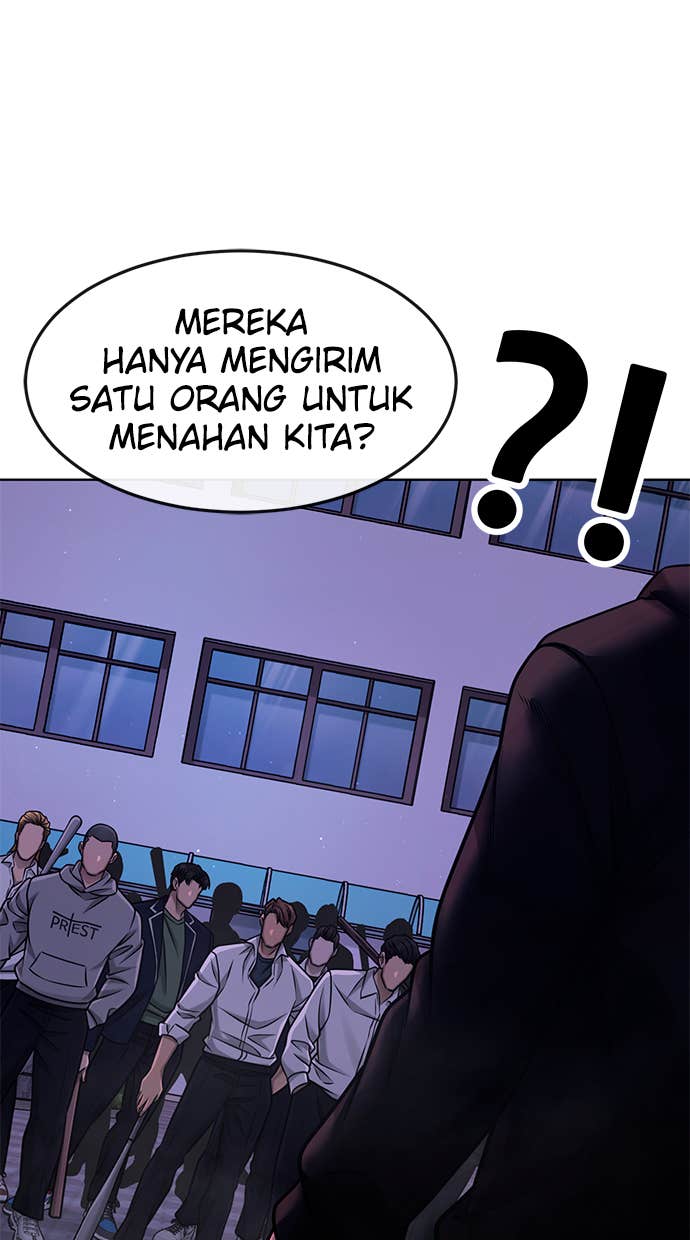 MEREKA
HANYA MENGIRIM
SATU ORANG UNTUK
MENAHAN KITA?
?!
PRIEST